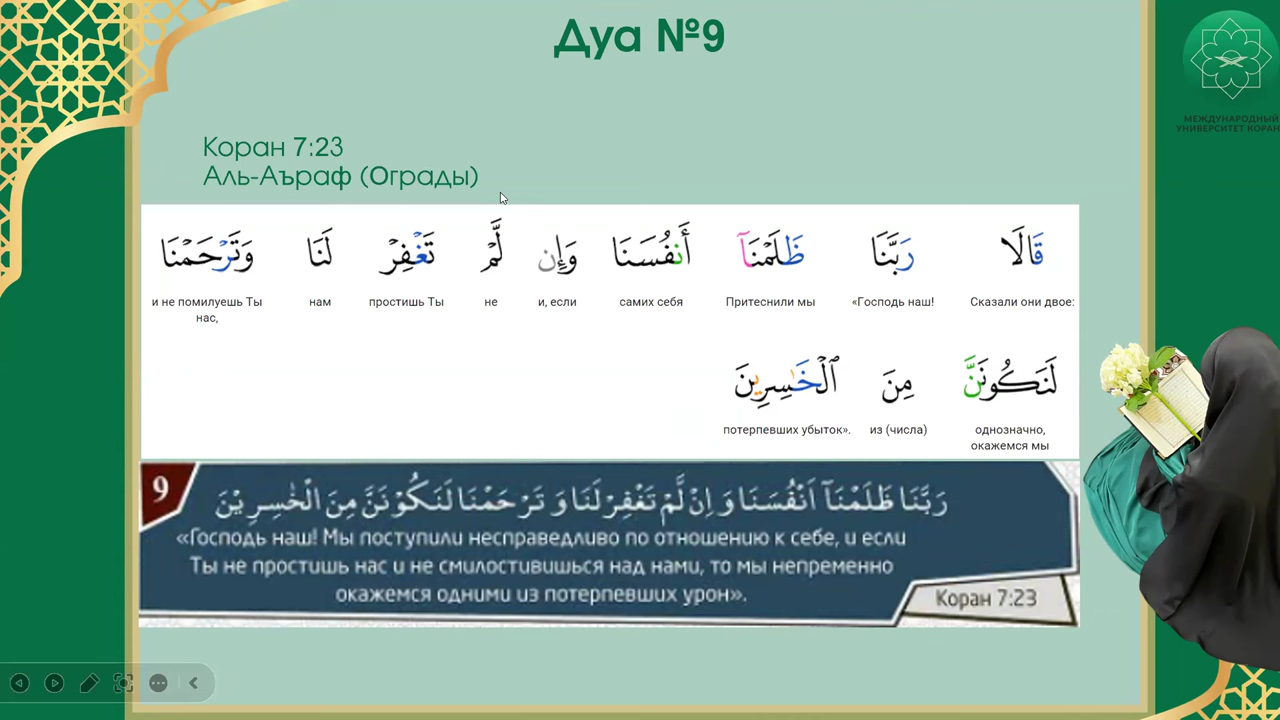 Дуа №9
МЕЖДУНАРОДНЫЙ
УНИВЕРСИТЕТ КОРАН
Коран 7:23
Аль-Аъраф (Ограды)
قَالَا رَبَّنَا ظَلَمْنَآ أَنفُسَنَا وَإِن لَّمْ تَغْفِرْ لَنَا وَتَرْحَمْنَا
Сказали они двое: «Господь наш! Притеснили мы самих себя и, если не простишь Ты нам и не помилуешь Ты
нас,
لَنَكُونَنَّ مِنَ ٱلْخَٰسِرِينَ
однозначно, из (числа) потерпевших убыток».
окажемся мы
9
رَبَّنَا ظَلَمْنَآ اَنْفُسَنَا وَ اِنْ لَّمْ تَغْفِرْ لَنَا وَ تَرْحَمْنَا لَنَكُوْنَنَّ مِنَ الْخٰسِرِيْنَ
«Господь наш! Мы поступили несправедливо по отношению к себе, и если
Ты не простишь нас и не смилостивишься над нами, то мы непременно
окажемся одними из потерпевших урон».
Коран 7:23